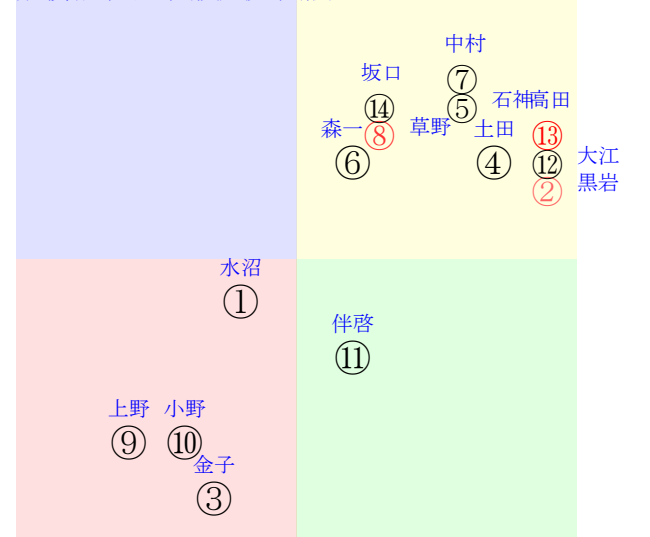 中村
坂口
⑦
石神高田
⑭
⑤
森一
⑧
草野
土田
⑬
⑥
④
⑫
大江
②
黒岩
水沼
①
伴啓
⑪
上野
小野
⑨
⑩
金子
③